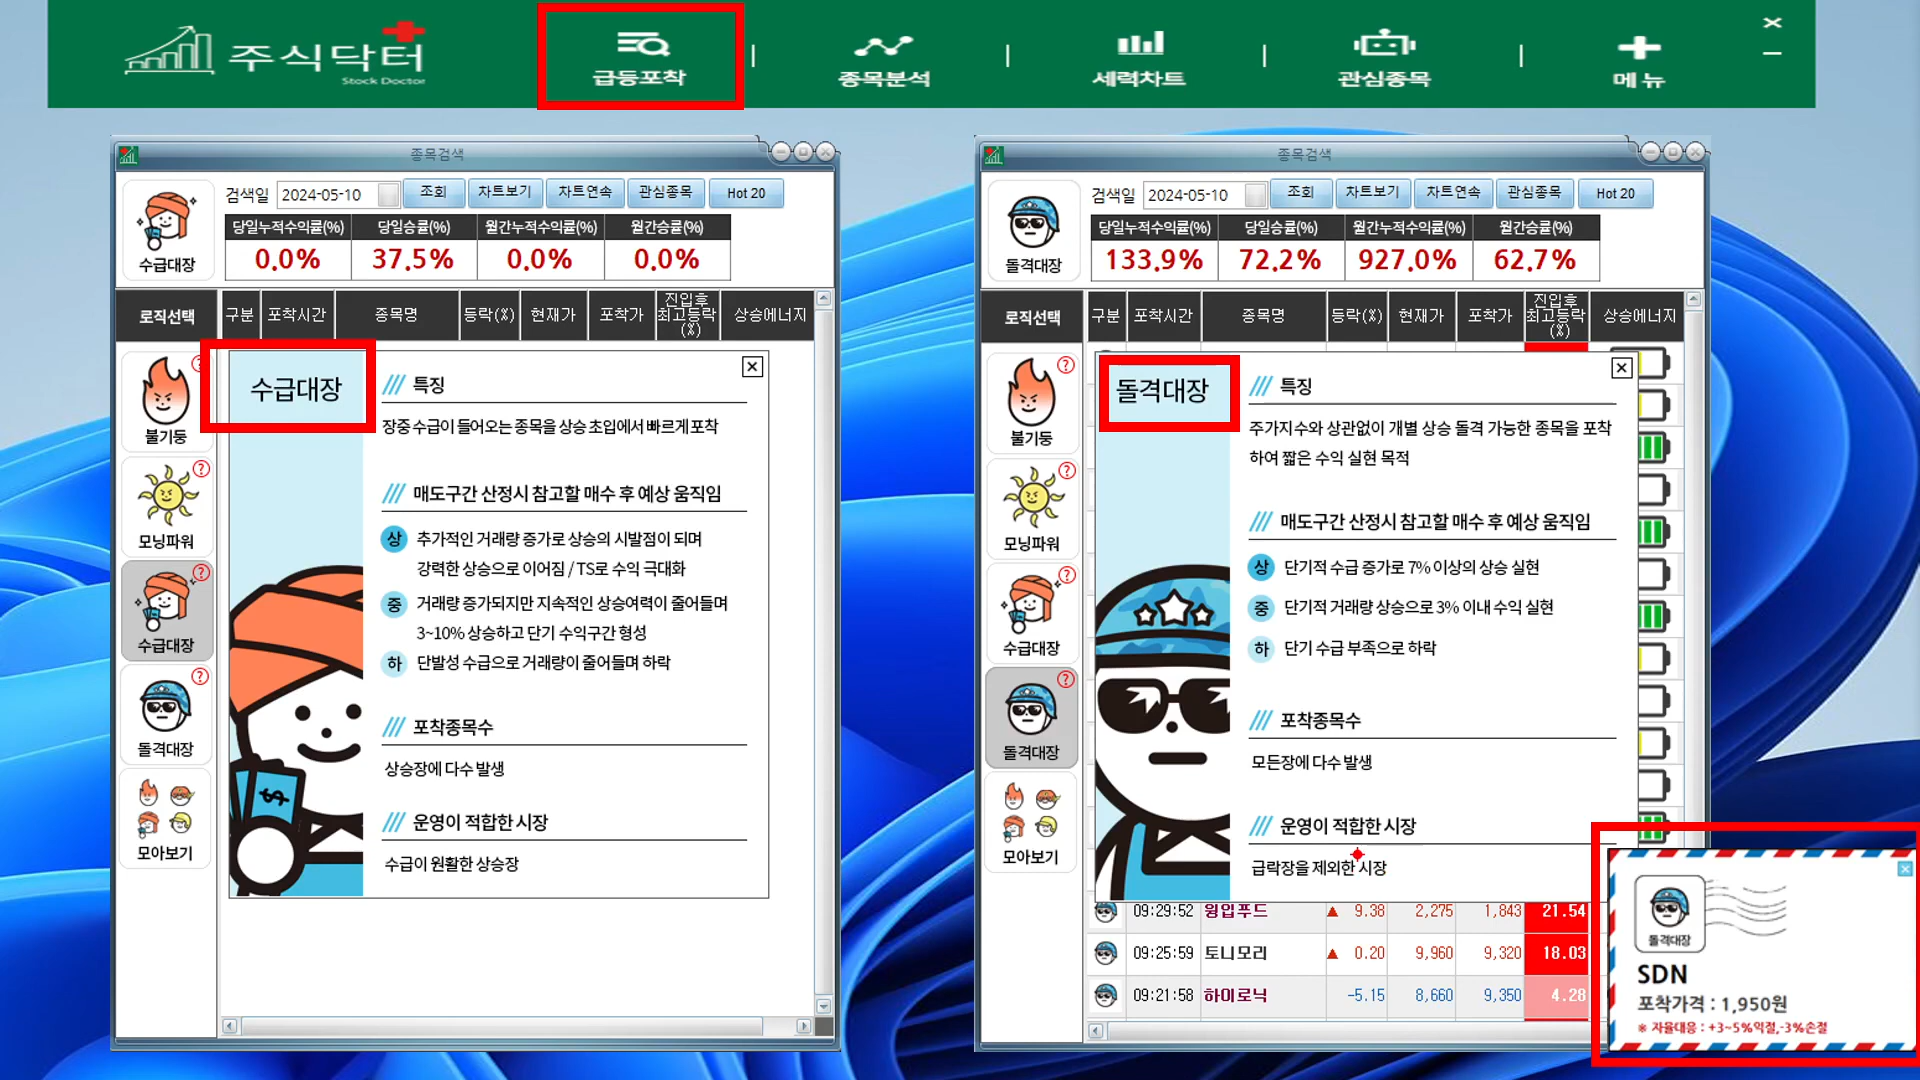 주식닥터
Stock Doctor
급등포착
종목분석
세력차트
관심종목
메뉴
종목검색
수급대장
검색일 2024-05-10 조회 차트보기 차트연속 관심종목 Hot 20
당일누적수익률(%) 당일승률(%) 월간누적수익률(%) 월간승률(%)
0.0% 37.5% 0.0% 0.0%
로직선택 구분 포착시간 종목명 등락(%) 현재가 포착가 진입후 최고등락 (%) 상승에너지
불기둥
모닝파워
수급대장
돌격대장
모아보기
수급대장
/// 특징
장중 수급이 들어오는 종목을 상승 초입에서 빠르게 포착
/// 매도구간 산정시 참고할 매수 후 예상 움직임
상 추가적인 거래량 증가로 상승의 시발점이 되며
강력한 상승으로 이어짐 / TS로 수익 극대화
중 거래량 증가되지만 지속적인 상승여력이 줄어들며
3~10% 상승하고 단기 수익구간 형성
하 단발성 수급으로 거래량이 줄어들며 하락
/// 포착종목수
상승장에 다수 발생
/// 운영이 적합한 시장
수급이 원활한 상승장
종목검색
돌격대장
검색일 2024-05-10 조회 차트보기 차트연속 관심종목 Hot 20
당일누적수익률(%) 당일승률(%) 월간누적수익률(%) 월간승률(%)
133.9% 72.2% 927.0% 62.7%
로직선택 구분 포착시간 종목명 등락(%) 현재가 포착가 진입후 최고등락 (%) 상승에너지
불기둥
모닝파워
수급대장
돌격대장
모아보기
돌격대장
/// 특징
주가지수와 상관없이 개별 상승 돌격 가능한 종목을 포착
하여 짧은 수익 실현 목적
/// 매도구간 산정시 참고할 매수 후 예상 움직임
상 단기적 수급 증가로 7% 이상의 상승 실현
중 단기적 거래량 상승으로 3% 이내 수익 실현
하 단기 수급 부족으로 하락
/// 포착종목수
모든장에 다수 발생
/// 운영이 적합한 시장
급락장을 제외한 시장
09:29:52 윙입푸드 ▲ 9.38 2,275 1,843 21.54
09:25:59 토니모리 ▲ 0.20 9,960 9,320 18.03
09:21:58 하이로닉 -5.15 8,660 9,350 4.28
돌격대장
SDN
포착가격 : 1,950원
※ 자율대응 : +3~5%익절,-3%손절